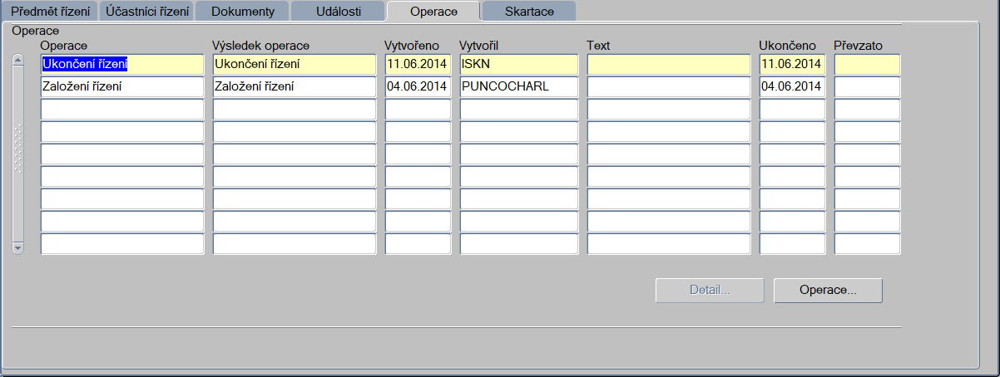 Předmět řízení Účastníci řízení Dokumenty Události Operace Skartace
Operace
Operace Výsledek operace Vytvořeno Vytvořil Text Ukončeno Převzato
Ukončení řízení Ukončení řízení 11.06.2014 ISKN 11.06.2014
Založení řízení Založení řízení 04.06.2014 PUNCOCHARL 04.06.2014
Detail... Operace...